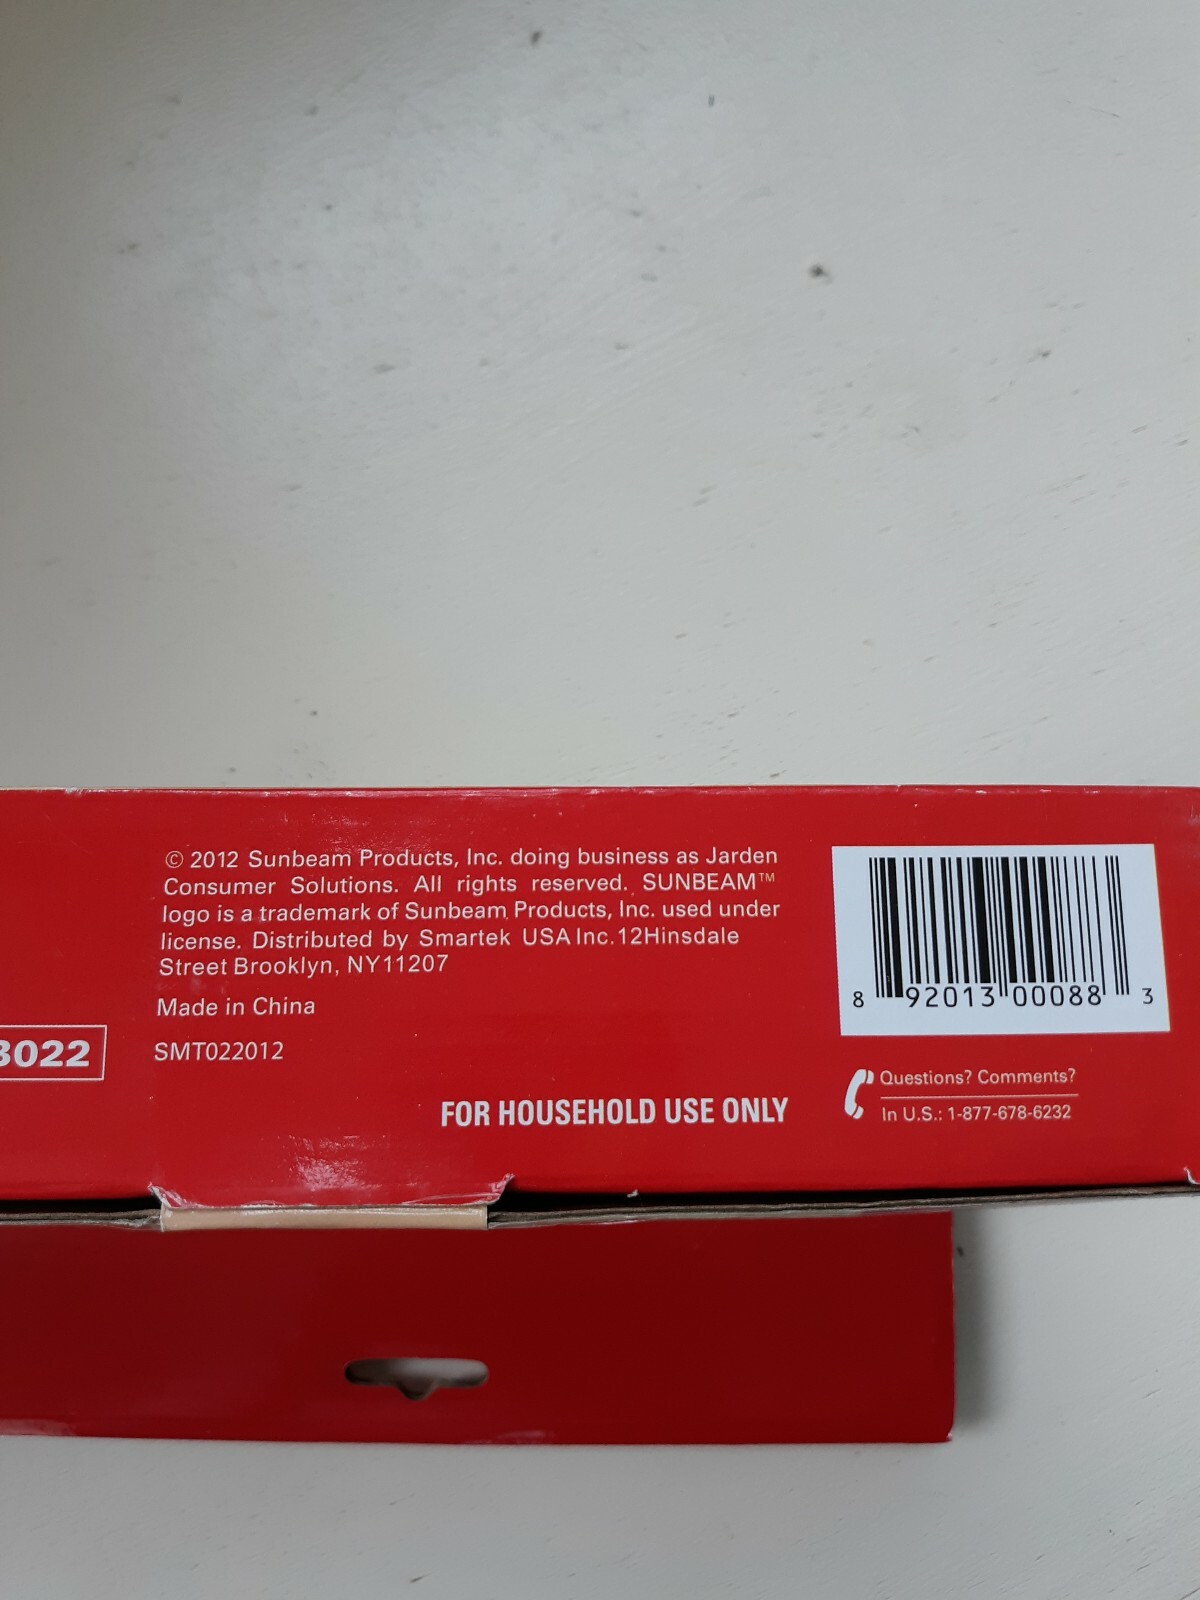 © 2012 Sunbeam Products, Inc. doing business as Jarden
Consumer Solutions. All rights reserved. SUNBEAM™
logo is a trademark of Sunbeam Products, Inc. used under
license. Distributed by Smartek USA Inc. 12Hinsdale
Street Brooklyn, NY11207
Made in China
3022
SMT022012
FOR HOUSEHOLD USE ONLY
8 92013 00088 3
Questions? Comments?
In U.S.: 1-877-678-6232